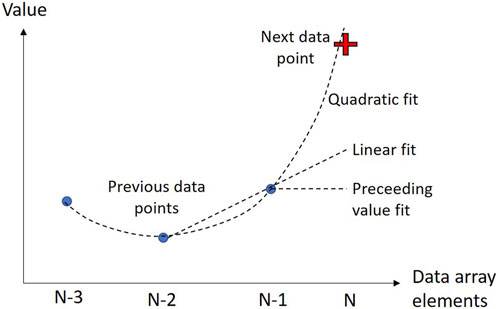 Value
Next data
point
Quadratic fit
Linear fit
Previous data
points
Preceeding
value fit
N-3
N-2
N-1
N
Data array
elements